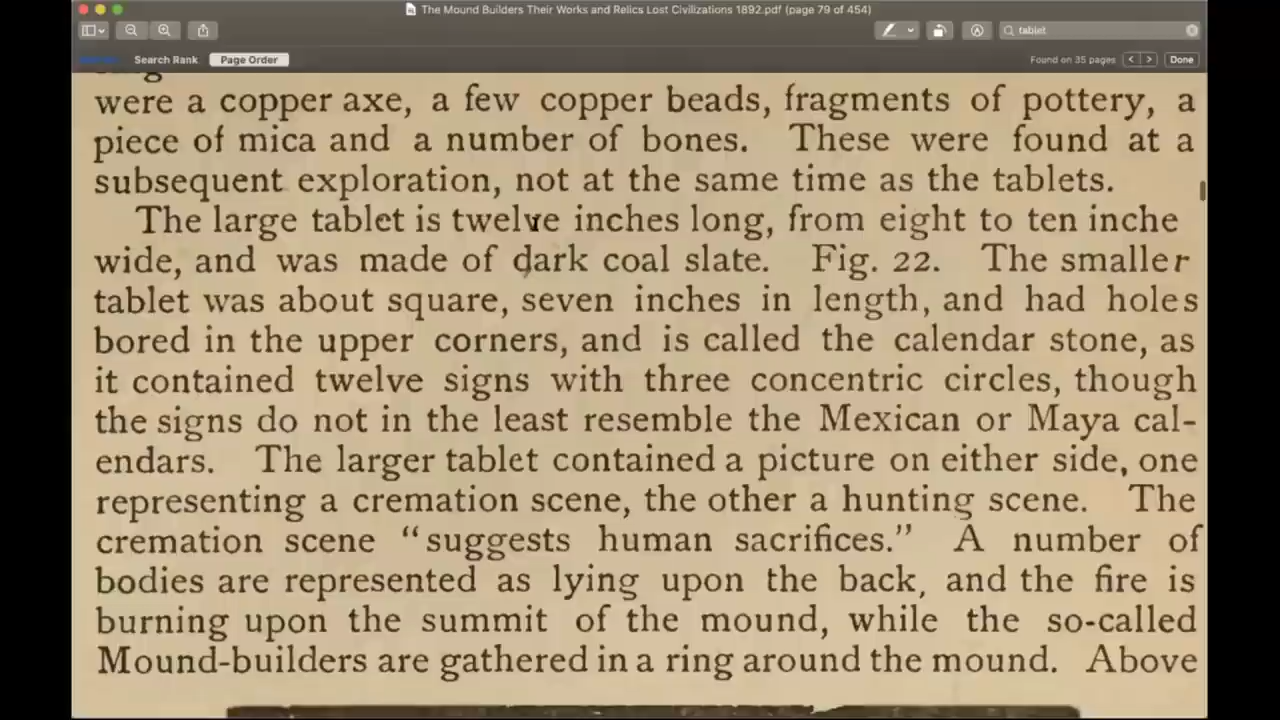 The Mound Builders Their Works and Relics Lost Civilizations 1892.pdf (page 79 of 454)
tablet
Search Rank
Page Order
Found on 35 pages
Done
were a copper axe, a few copper beads, fragments of pottery, a
piece of mica and a number of bones. These were found at a
subsequent exploration, not at the same time as the tablets.
The large tablet is twelve inches long, from eight to ten inche
wide, and was made of dark coal slate. Fig. 22. The smaller
tablet was about square, seven inches in length, and had holes
bored in the upper corners, and is called the calendar stone, as
it contained twelve signs with three concentric circles, though
the signs do not in the least resemble the Mexican or Maya cal-
endars. The larger tablet contained a picture on either side, one
representing a cremation scene, the other a hunting scene. The
cremation scene "suggests human sacrifices." A number of
bodies are represented as lying upon the back, and the fire is
burning upon the summit of the mound, while the so-called
Mound-builders are gathered in a ring around the mound. Above